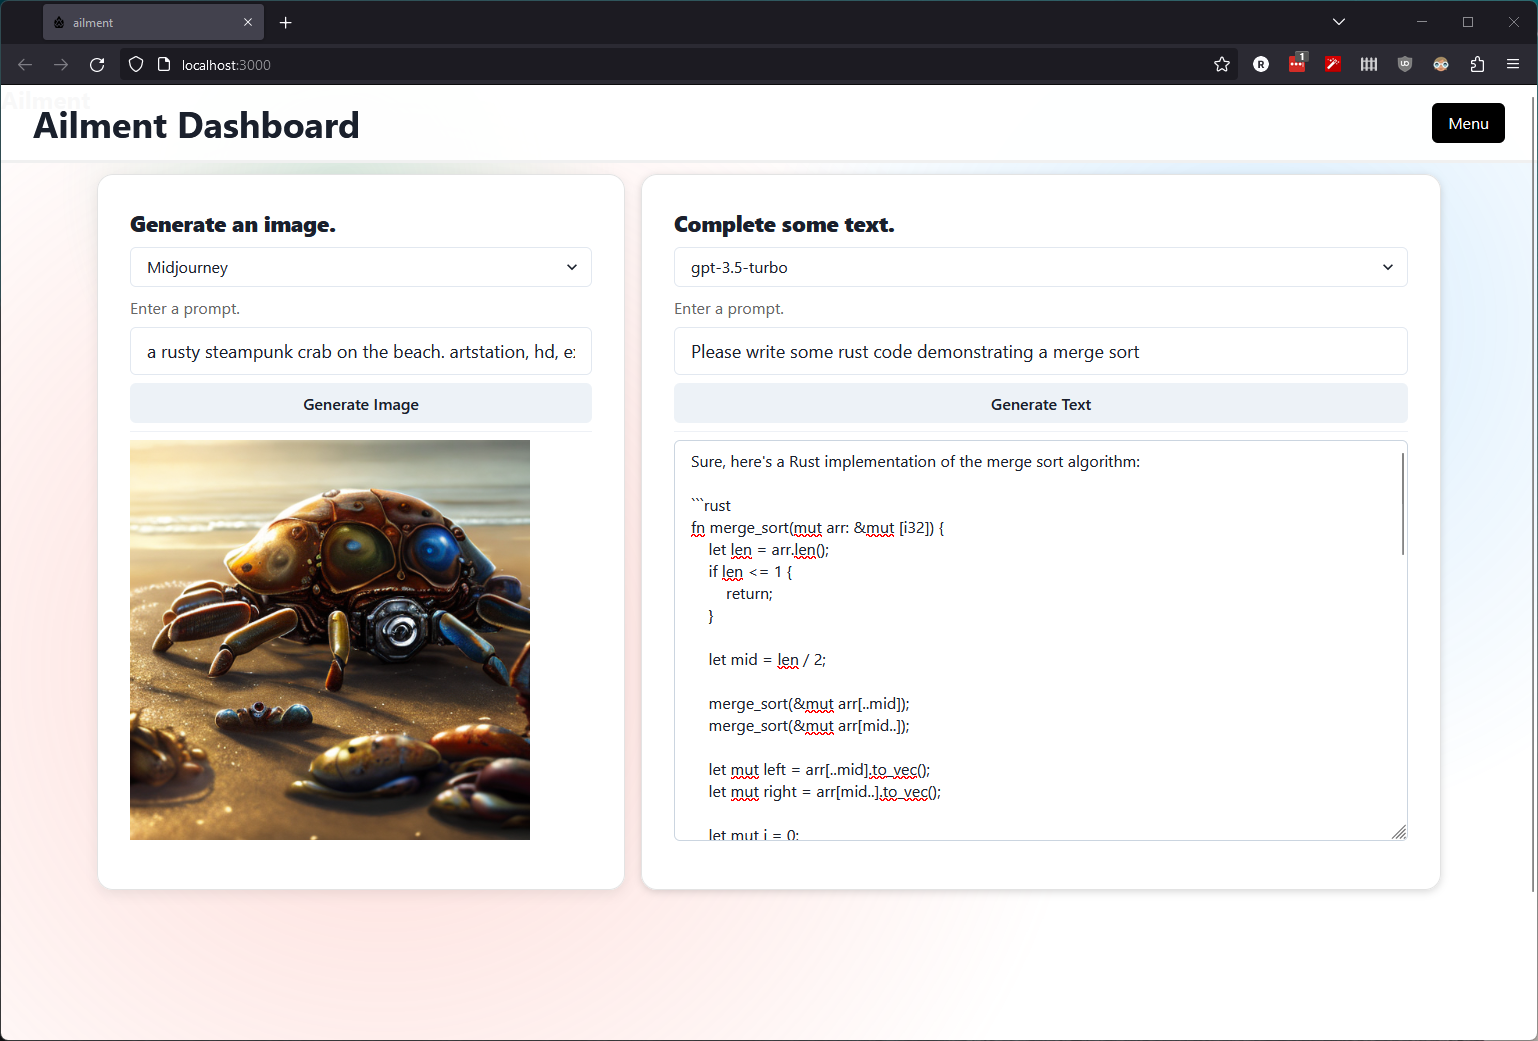 ailment
localhost:3000
1
R
Ailment
Ailment Dashboard
Menu
Generate an image.
Midjourney
Enter a prompt.
a rusty steampunk crab on the beach. artstation, hd, e
Generate Image
Complete some text.
gpt-3.5-turbo
Enter a prompt.
Please write some rust code demonstrating a merge sort
Generate Text
Sure, here's a Rust implementation of the merge sort algorithm:
```rust
fn merge_sort(mut arr: &mut [i32]) {
let len = arr.len();
if len <= 1 {
return;
}
let mid = len / 2;
merge_sort(&mut arr[..mid]);
merge_sort(&mut arr[mid..]);
let mut left = arr[..mid].to_vec();
let mut right = arr[mid..].to_vec();
let mut i = 0;